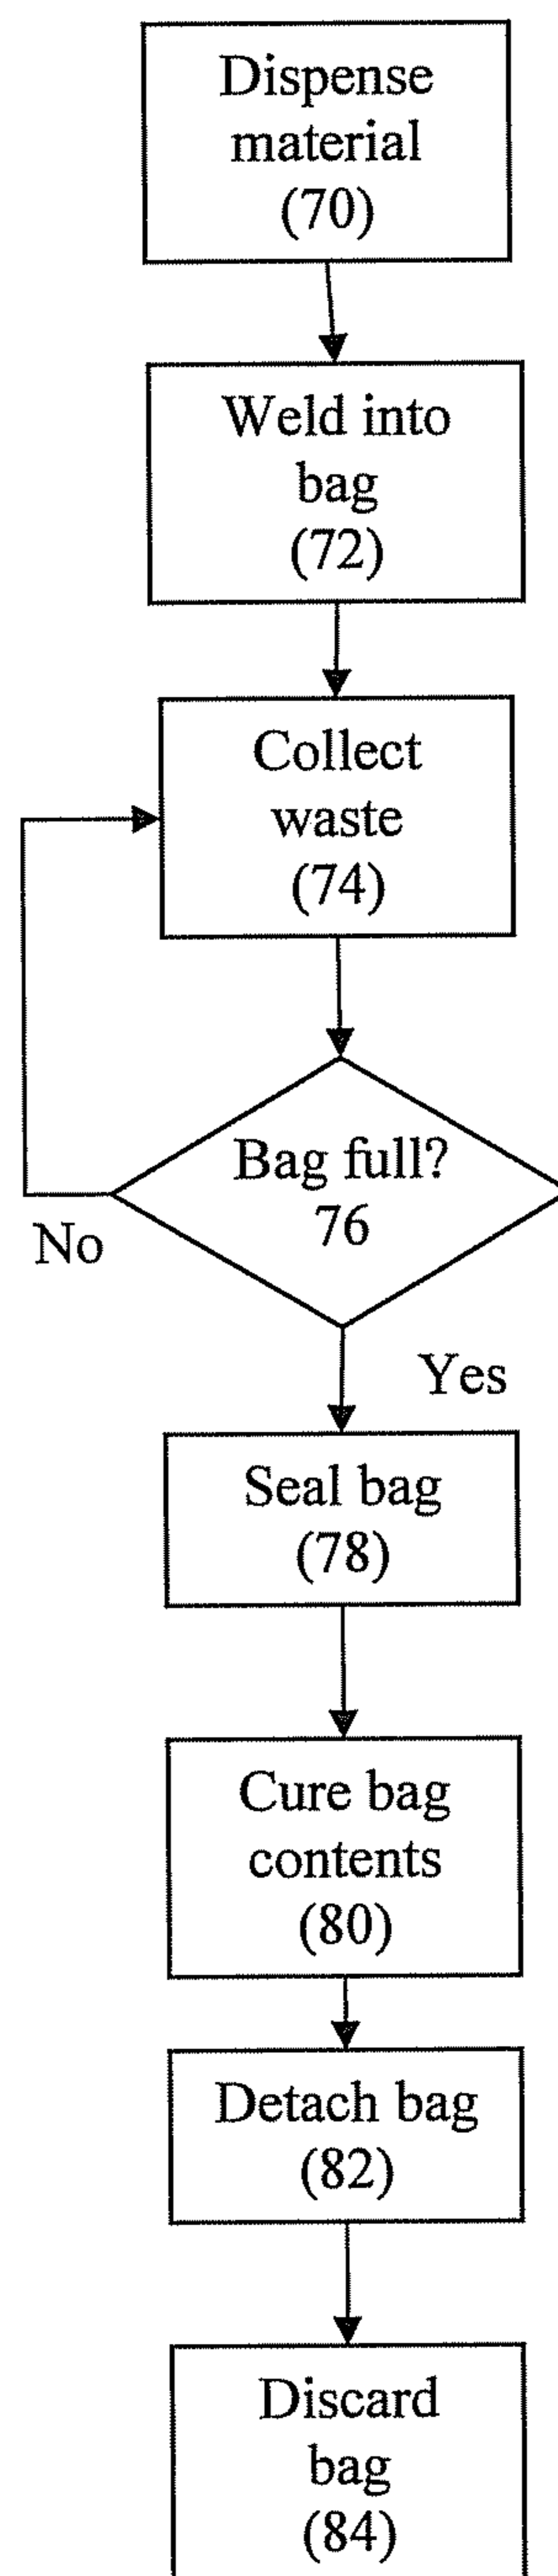 Dispense
material
(70)
Weld into
bag
(72)
Collect
waste
(74)
Bag full?
76
No
Yes
Seal bag
(78)
Cure bag
contents
(80)
Detach bag
(82)
Discard
bag
(84)